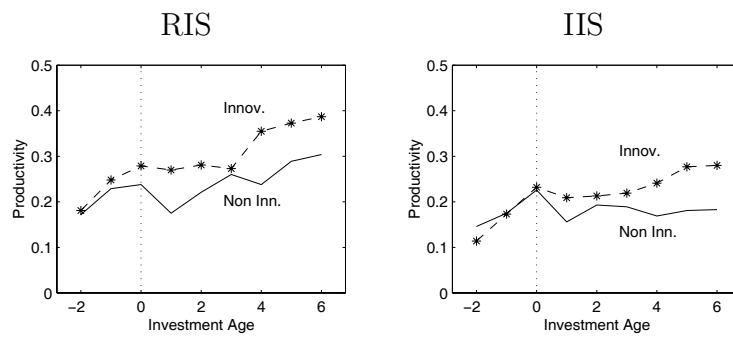 RIS
0.5
0.4
0.3
0.2
0.1
0
Productivity
Innov.
Non Inn.
−2 0 2 4 6
Investment Age
IIS
0.5
0.4
0.3
0.2
0.1
0
Productivity
Innov.
Non Inn.
−2 0 2 4 6
Investment Age